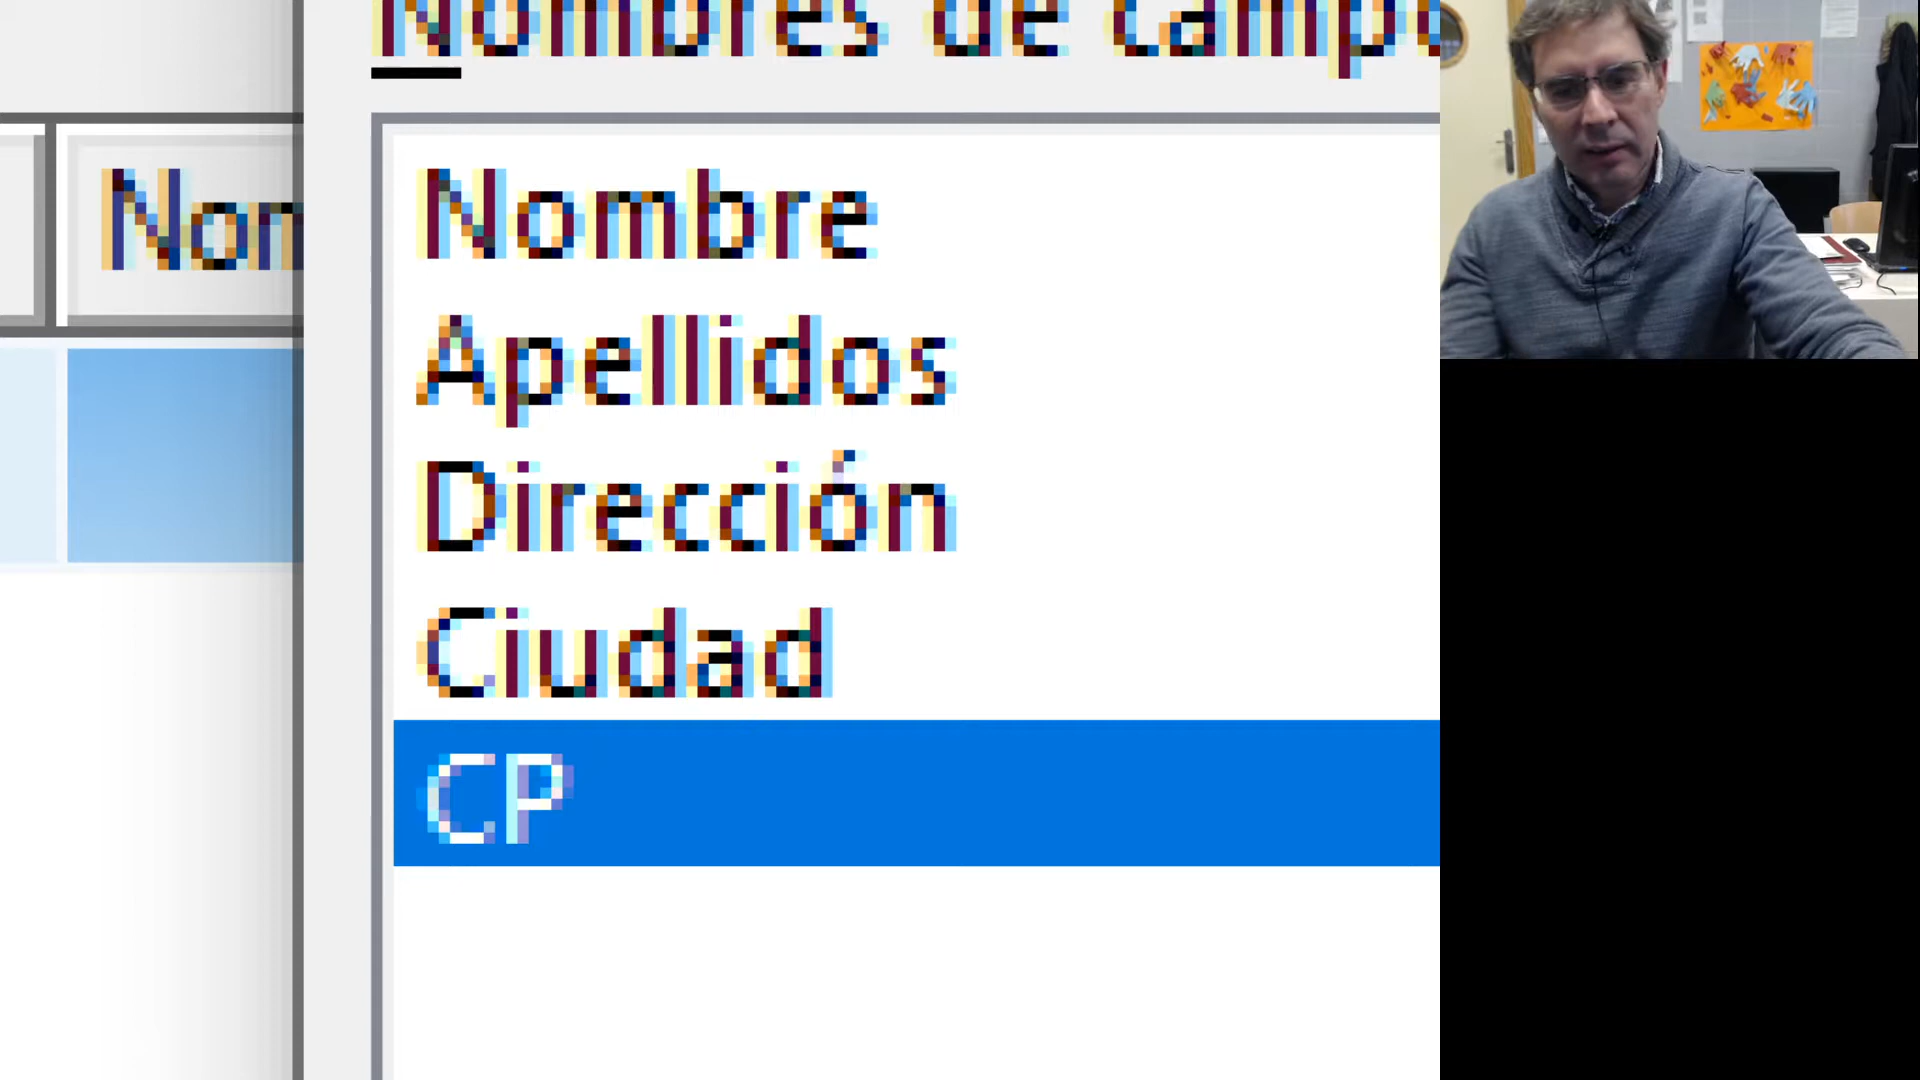 Nombres de campo
Nombre
Apellidos
Dirección
Ciudad
CP